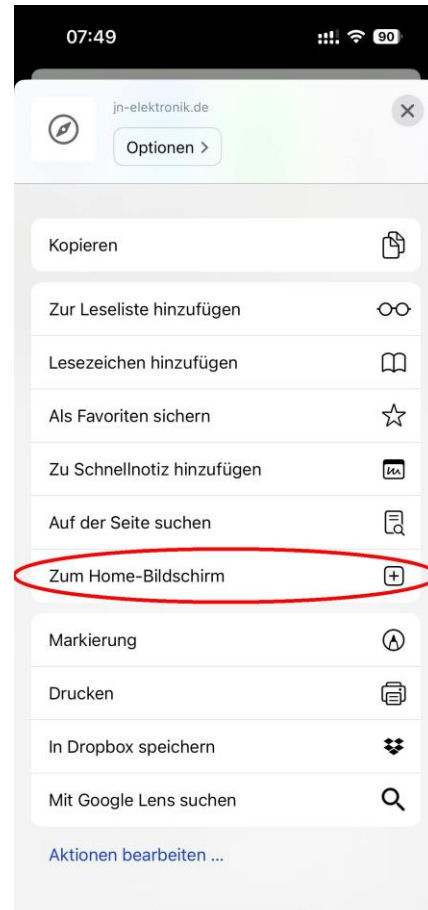 07:49
90
jn-elektronik.de
Optionen >
Kopieren
Zur Leseliste hinzufügen
Lesezeichen hinzufügen
Als Favoriten sichern
Zu Schnellnotiz hinzufügen
Auf der Seite suchen
Zum Home-Bildschirm
Markierung
Drucken
In Dropbox speichern
Mit Google Lens suchen
Aktionen bearbeiten ...